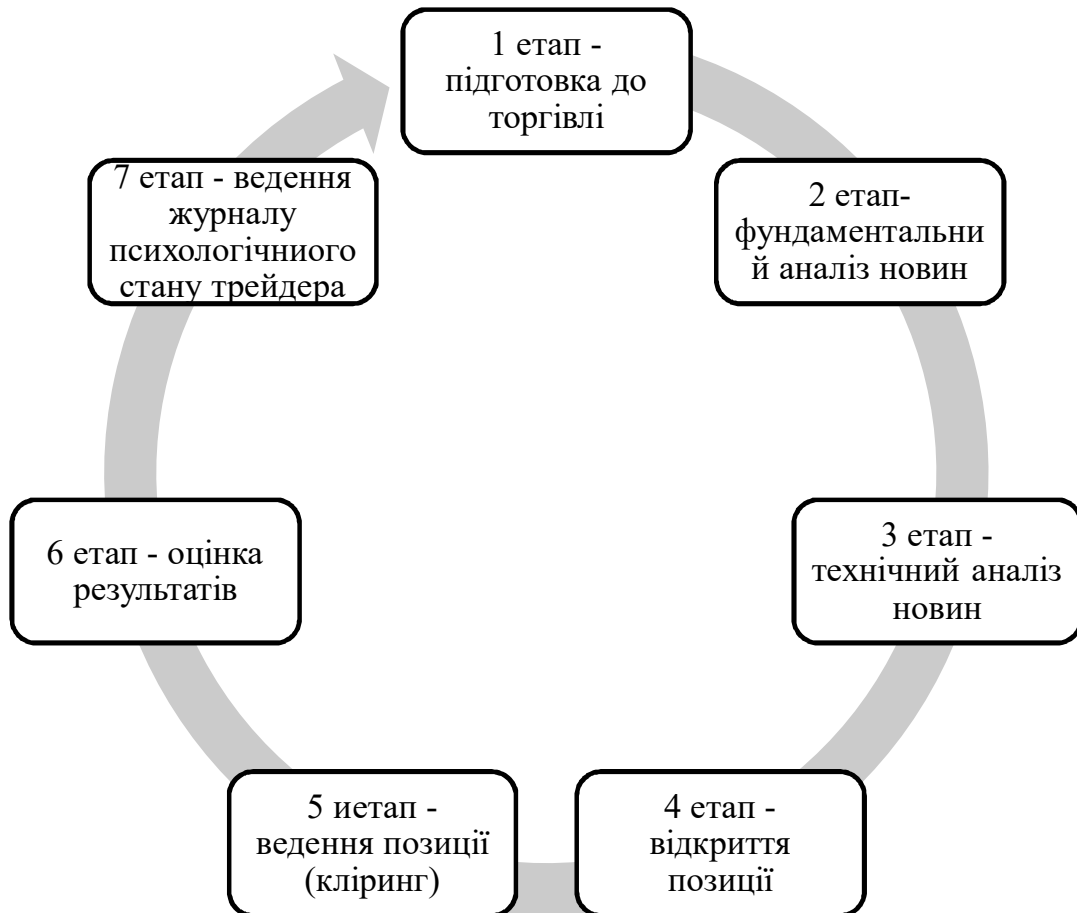 1 етап -
підготовка до
торгівлі
2 етап-
фундаментальни
й аналіз новин
3 етап -
технічний аналіз
новин
4 етап -
відкриття
позиції
5 иетап -
ведення позиції
(кліринг)
6 етап - оцінка
результатів
7 етап - ведення
журналу
психологічниого
стану трейдера